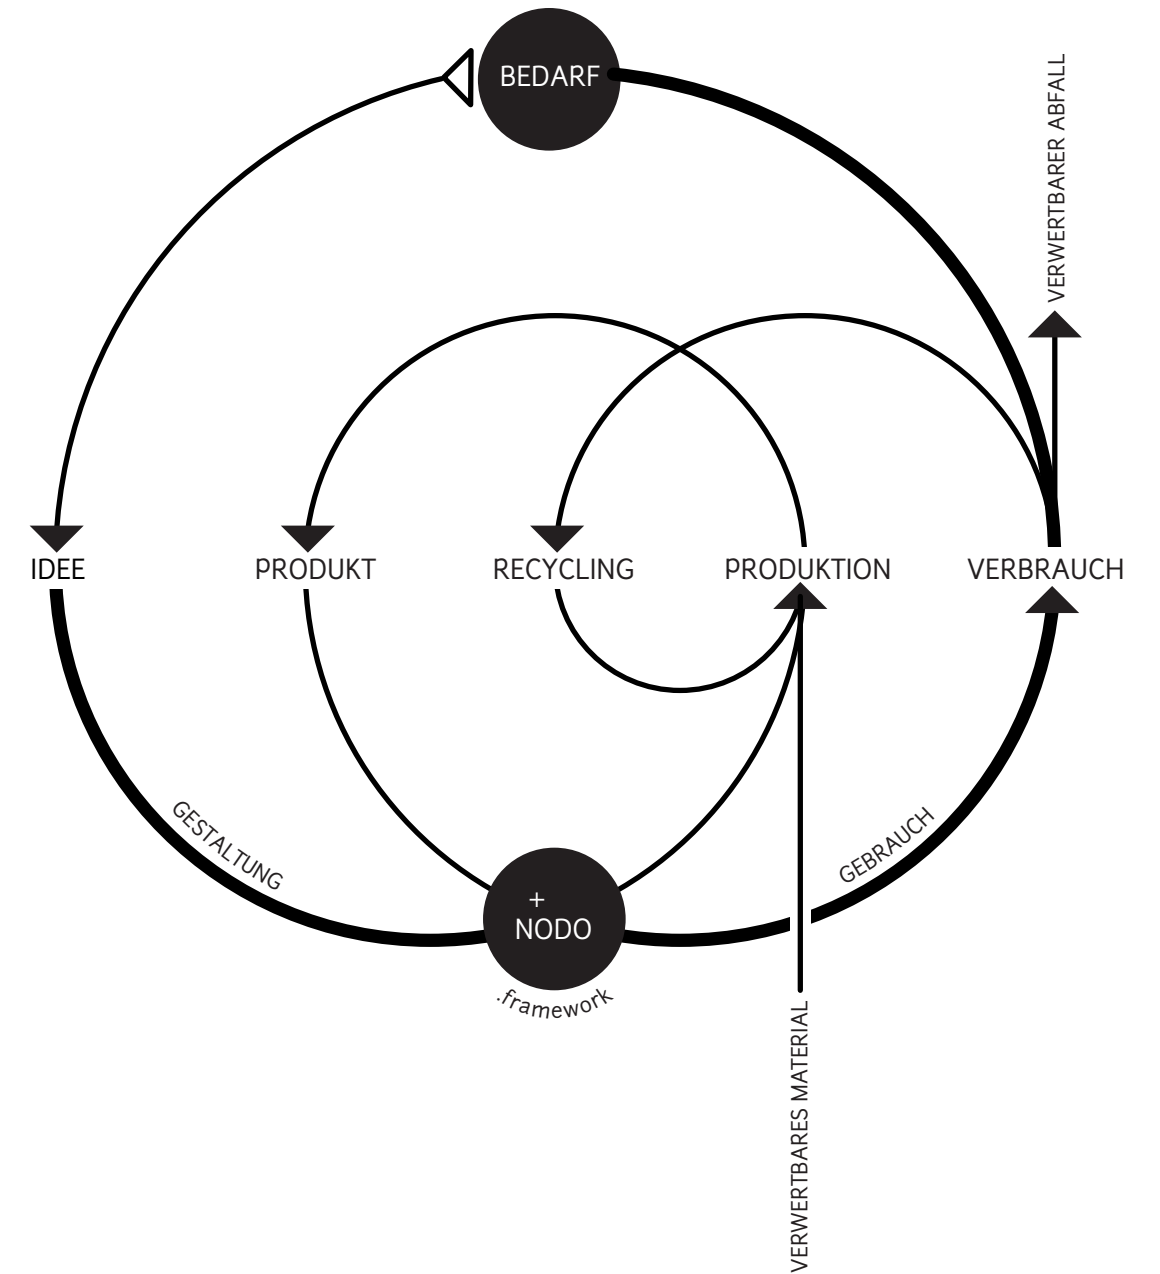 BEDARF
VERWERTBARER ABFALL
IDEE
PRODUKT
RECYCLING
PRODUKTION
VERBRAUCH
GESTALTUNG
GEBRAUCH
+
NODO
.framework
VERWERTBARES MATERIAL